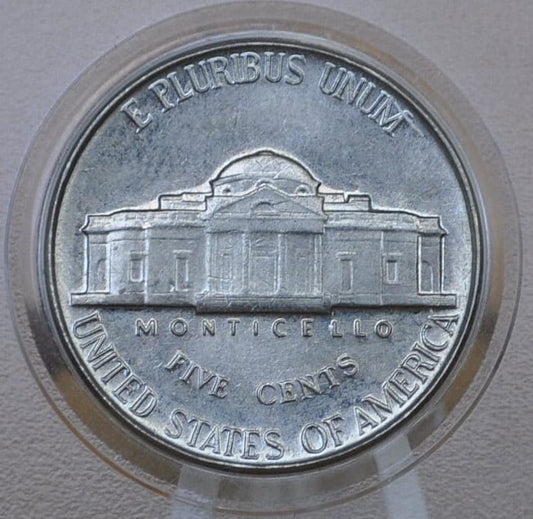 E PLURIBUS UNUM
MONTICELLO
FIVE CENTS
UNITED STATES OF AMERICA